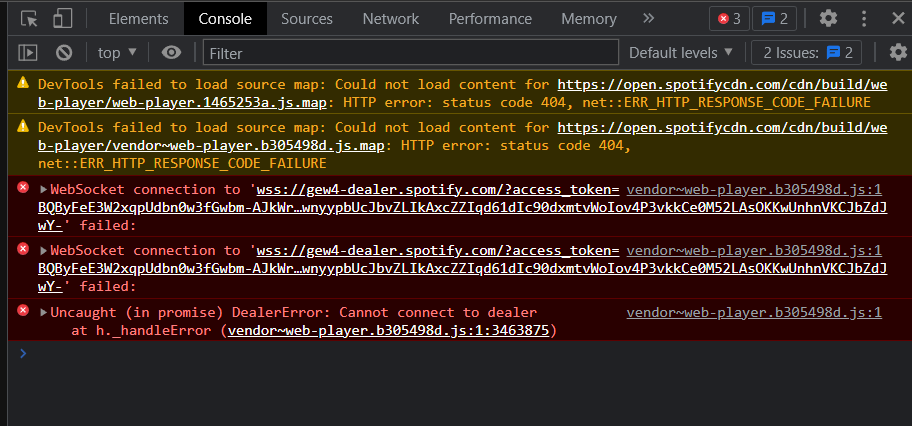 Elements Console Sources Network Performance Memory » 3 2
top Filter Default levels 2 Issues: 2
DevTools failed to load source map: Could not load content for https://open.spotifycdn.com/cdn/build/we
b-player/web-player.1465253a.js.map: HTTP error: status code 404, net::ERR_HTTP_RESPONSE_CODE_FAILURE
DevTools failed to load source map: Could not load content for https://open.spotifycdn.com/cdn/build/we
b-player/vendor~web-player.b305498d.js.map: HTTP error: status code 404,
net::ERR_HTTP_RESPONSE_CODE_FAILURE
WebSocket connection to 'wss://gew4-dealer.spotify.com/?access_token= vendor~web-player.b305498d.js:1
BQByFeE3W2xqpUdbn0w3fGwbm-AJkWr…wnyypbUcJbvZLIkAxcZZIqd61dIc90dxmtvWoIov4P3vkkCe0M52LAsOKKwUnhnVKCJbZdJ
wY-' failed:
WebSocket connection to 'wss://gew4-dealer.spotify.com/?access_token= vendor~web-player.b305498d.js:1
BQByFeE3W2xqpUdbn0w3fGwbm-AJkWr…wnyypbUcJbvZLIkAxcZZIqd61dIc90dxmtvWoIov4P3vkkCe0M52LAsOKKwUnhnVKCJbZdJ
wY-' failed:
Uncaught (in promise) DealerError: Cannot connect to dealer vendor~web-player.b305498d.js:1
at h._handleError (vendor~web-player.b305498d.js:1:3463875)